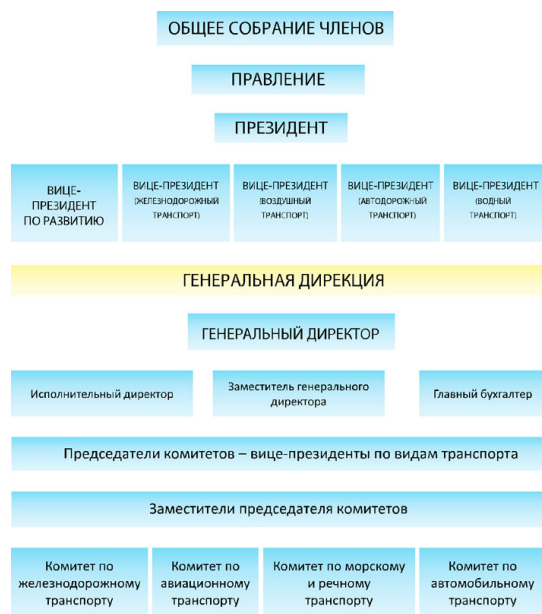 ОБЩЕЕ СОБРАНИЕ ЧЛЕНОВ
ПРАВЛЕНИЕ
ПРЕЗИДЕНТ
ВИЦЕ-
ПРЕЗИДЕНТ
ПО РАЗВИТИЮ
ВИЦЕ-ПРЕЗИДЕНТ
(ЖЕЛЕЗНОДОРОЖНЫЙ
ТРАНСПОРТ)
ВИЦЕ-ПРЕЗИДЕНТ
(ВОЗДУШНЫЙ
ТРАНСПОРТ)
ВИЦЕ-ПРЕЗИДЕНТ
(АВТОДОРОЖНЫЙ
ТРАНСПОРТ)
ВИЦЕ-ПРЕЗИДЕНТ
(ВОДНЫЙ
ТРАНСПОРТ)
ГЕНЕРАЛЬНАЯ ДИРЕКЦИЯ
ГЕНЕРАЛЬНЫЙ ДИРЕКТОР
Исполнительный директор
Заместитель генерального
директора
Главный бухгалтер
Председатели комитетов – вице-президенты по видам транспорта
Заместители председателя комитетов
Комитет по
железнодорожному
транспорту
Комитет по
авиационному
транспорту
Комитет по морскому
и речному
транспорту
Комитет по
автомобильному
транспорту